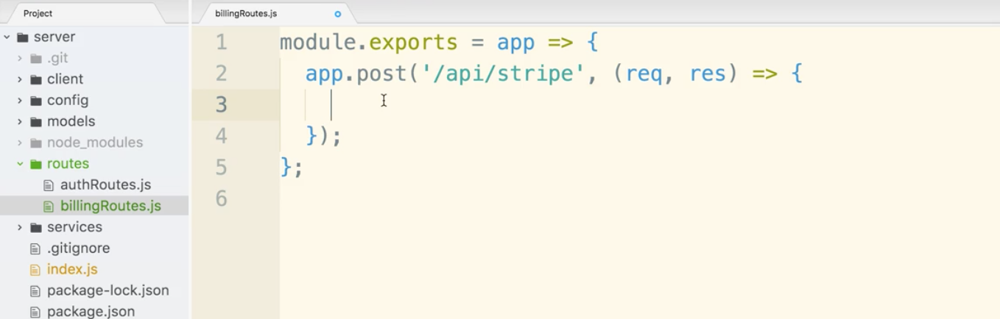 Project
server
.git
client
config
models
node_modules
routes
authRoutes.js
billingRoutes.js
services
.gitignore
index.js
package-lock.json
package.json
billingRoutes.js
1 module.exports = app => {
2 app.post('/api/stripe', (req, res) => {
3
4 });
5 };
6